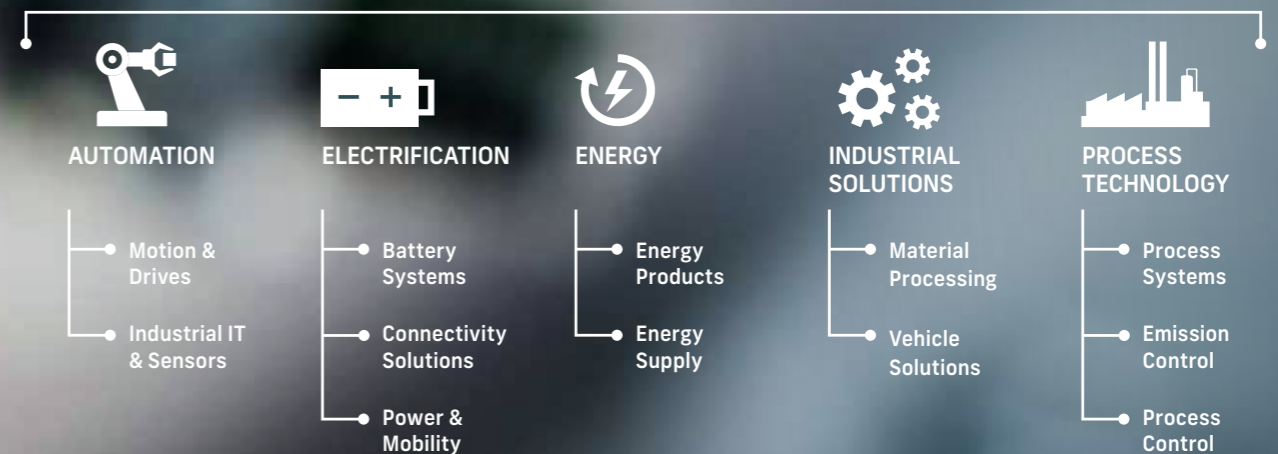 AUTOMATION
Motion &
Drives
Industrial IT
& Sensors
ELECTRIFICATION
Battery
Systems
Connectivity
Solutions
Power &
Mobility
ENERGY
Energy
Products
Energy
Supply
INDUSTRIAL
SOLUTIONS
Material
Processing
Vehicle
Solutions
PROCESS
TECHNOLOGY
Process
Systems
Emission
Control
Process
Control